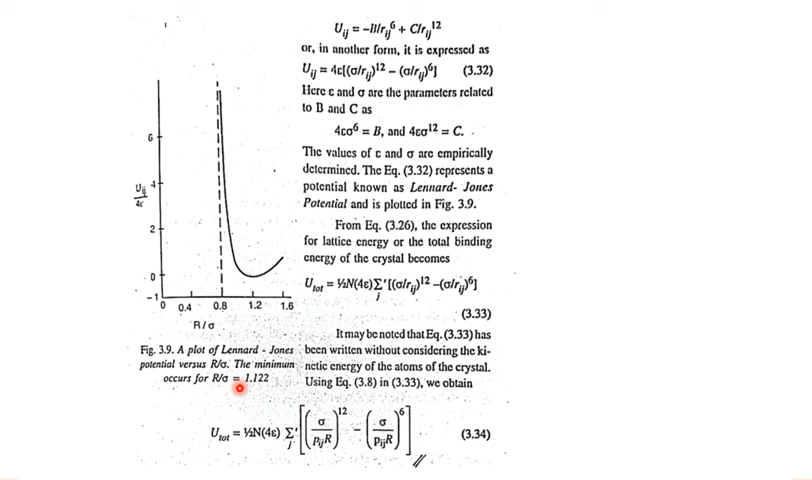 U_ij = -B/r_ij^6 + C/r_ij^12
or, in another form, it is expressed as
U_ij = 4ε[(σ/r_ij)^12 − (σ/r_ij)^6] (3.32)
Here ε and σ are the parameters related
to B and C as
4εσ^6 = B, and 4εσ^12 = C.
The values of ε and σ are empirically
determined. The Eq. (3.32) represents a
potential known as Lennard- Jones
Potential and is plotted in Fig. 3.9.
From Eq. (3.26), the expression
for lattice energy or the total binding
energy of the crystal becomes
U_tot = ½N(4ε)Σ'_j[(σ/r_ij)^12 −(σ/r_ij)^6]
(3.33)
It may be noted that Eq. (3.33) has
been written without considering the ki-
netic energy of the atoms of the crystal.
Using Eq. (3.8) in (3.33), we obtain
6
4
2
0
−1
U_ij/4ε
0 0.4 0.8 1.2 1.6
R/σ
Fig. 3.9. A plot of Lennard - Jones
potential versus R/σ. The minimum
occurs for R/σ = 1.122
U_tot = ½N(4ε) Σ'_j [(σ/p_ijR)^12 − (σ/p_ijR)^6] (3.34)